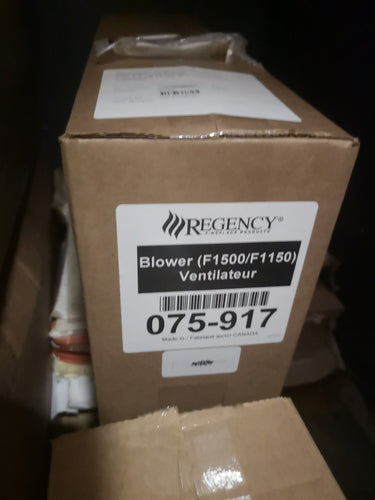 REGENCY®
FIREPLACE PRODUCTS
Blower (F1500/F1150)
Ventilateur
075-917
Made in / Fabriqué au/en CANADA